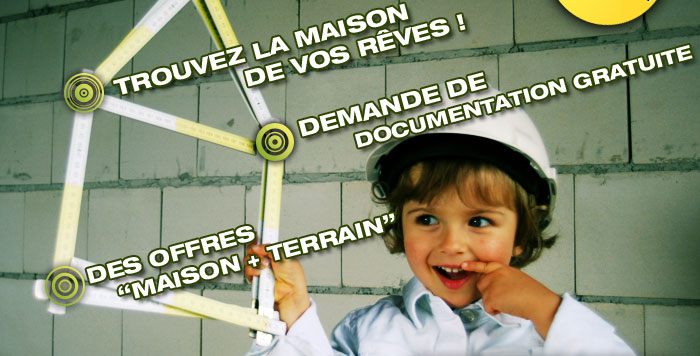 TROUVEZ LA MAISON
DE VOS RÊVES !
DEMANDE DE
DOCUMENTATION GRATUITE
DES OFFRES
“MAISON + TERRAIN”